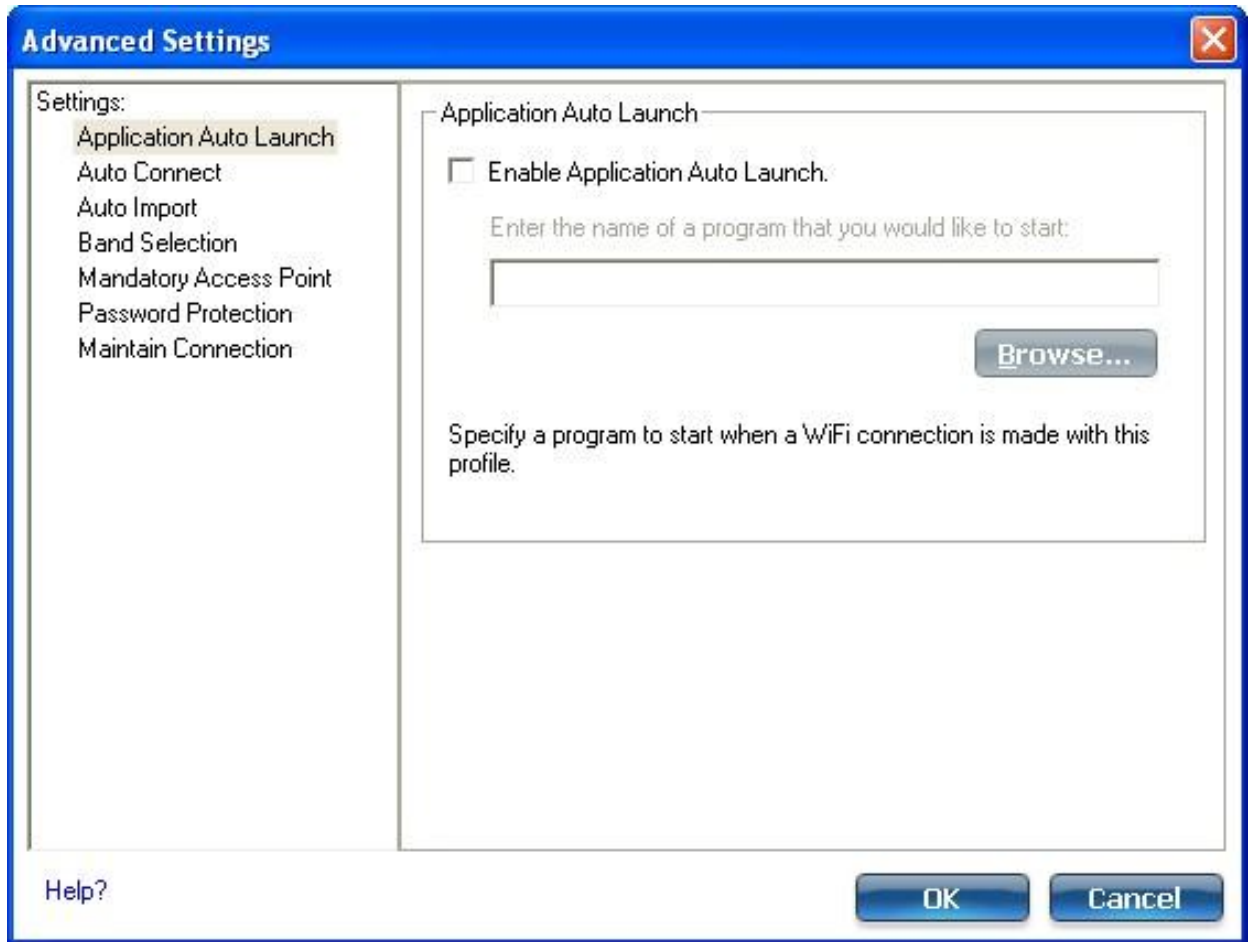 Advanced Settings
Settings:
Application Auto Launch
Auto Connect
Auto Import
Band Selection
Mandatory Access Point
Password Protection
Maintain Connection
Application Auto Launch
Enable Application Auto Launch.
Enter the name of a program that you would like to start:
Browse...
Specify a program to start when a WiFi connection is made with this
profile.
Help?
OK
Cancel